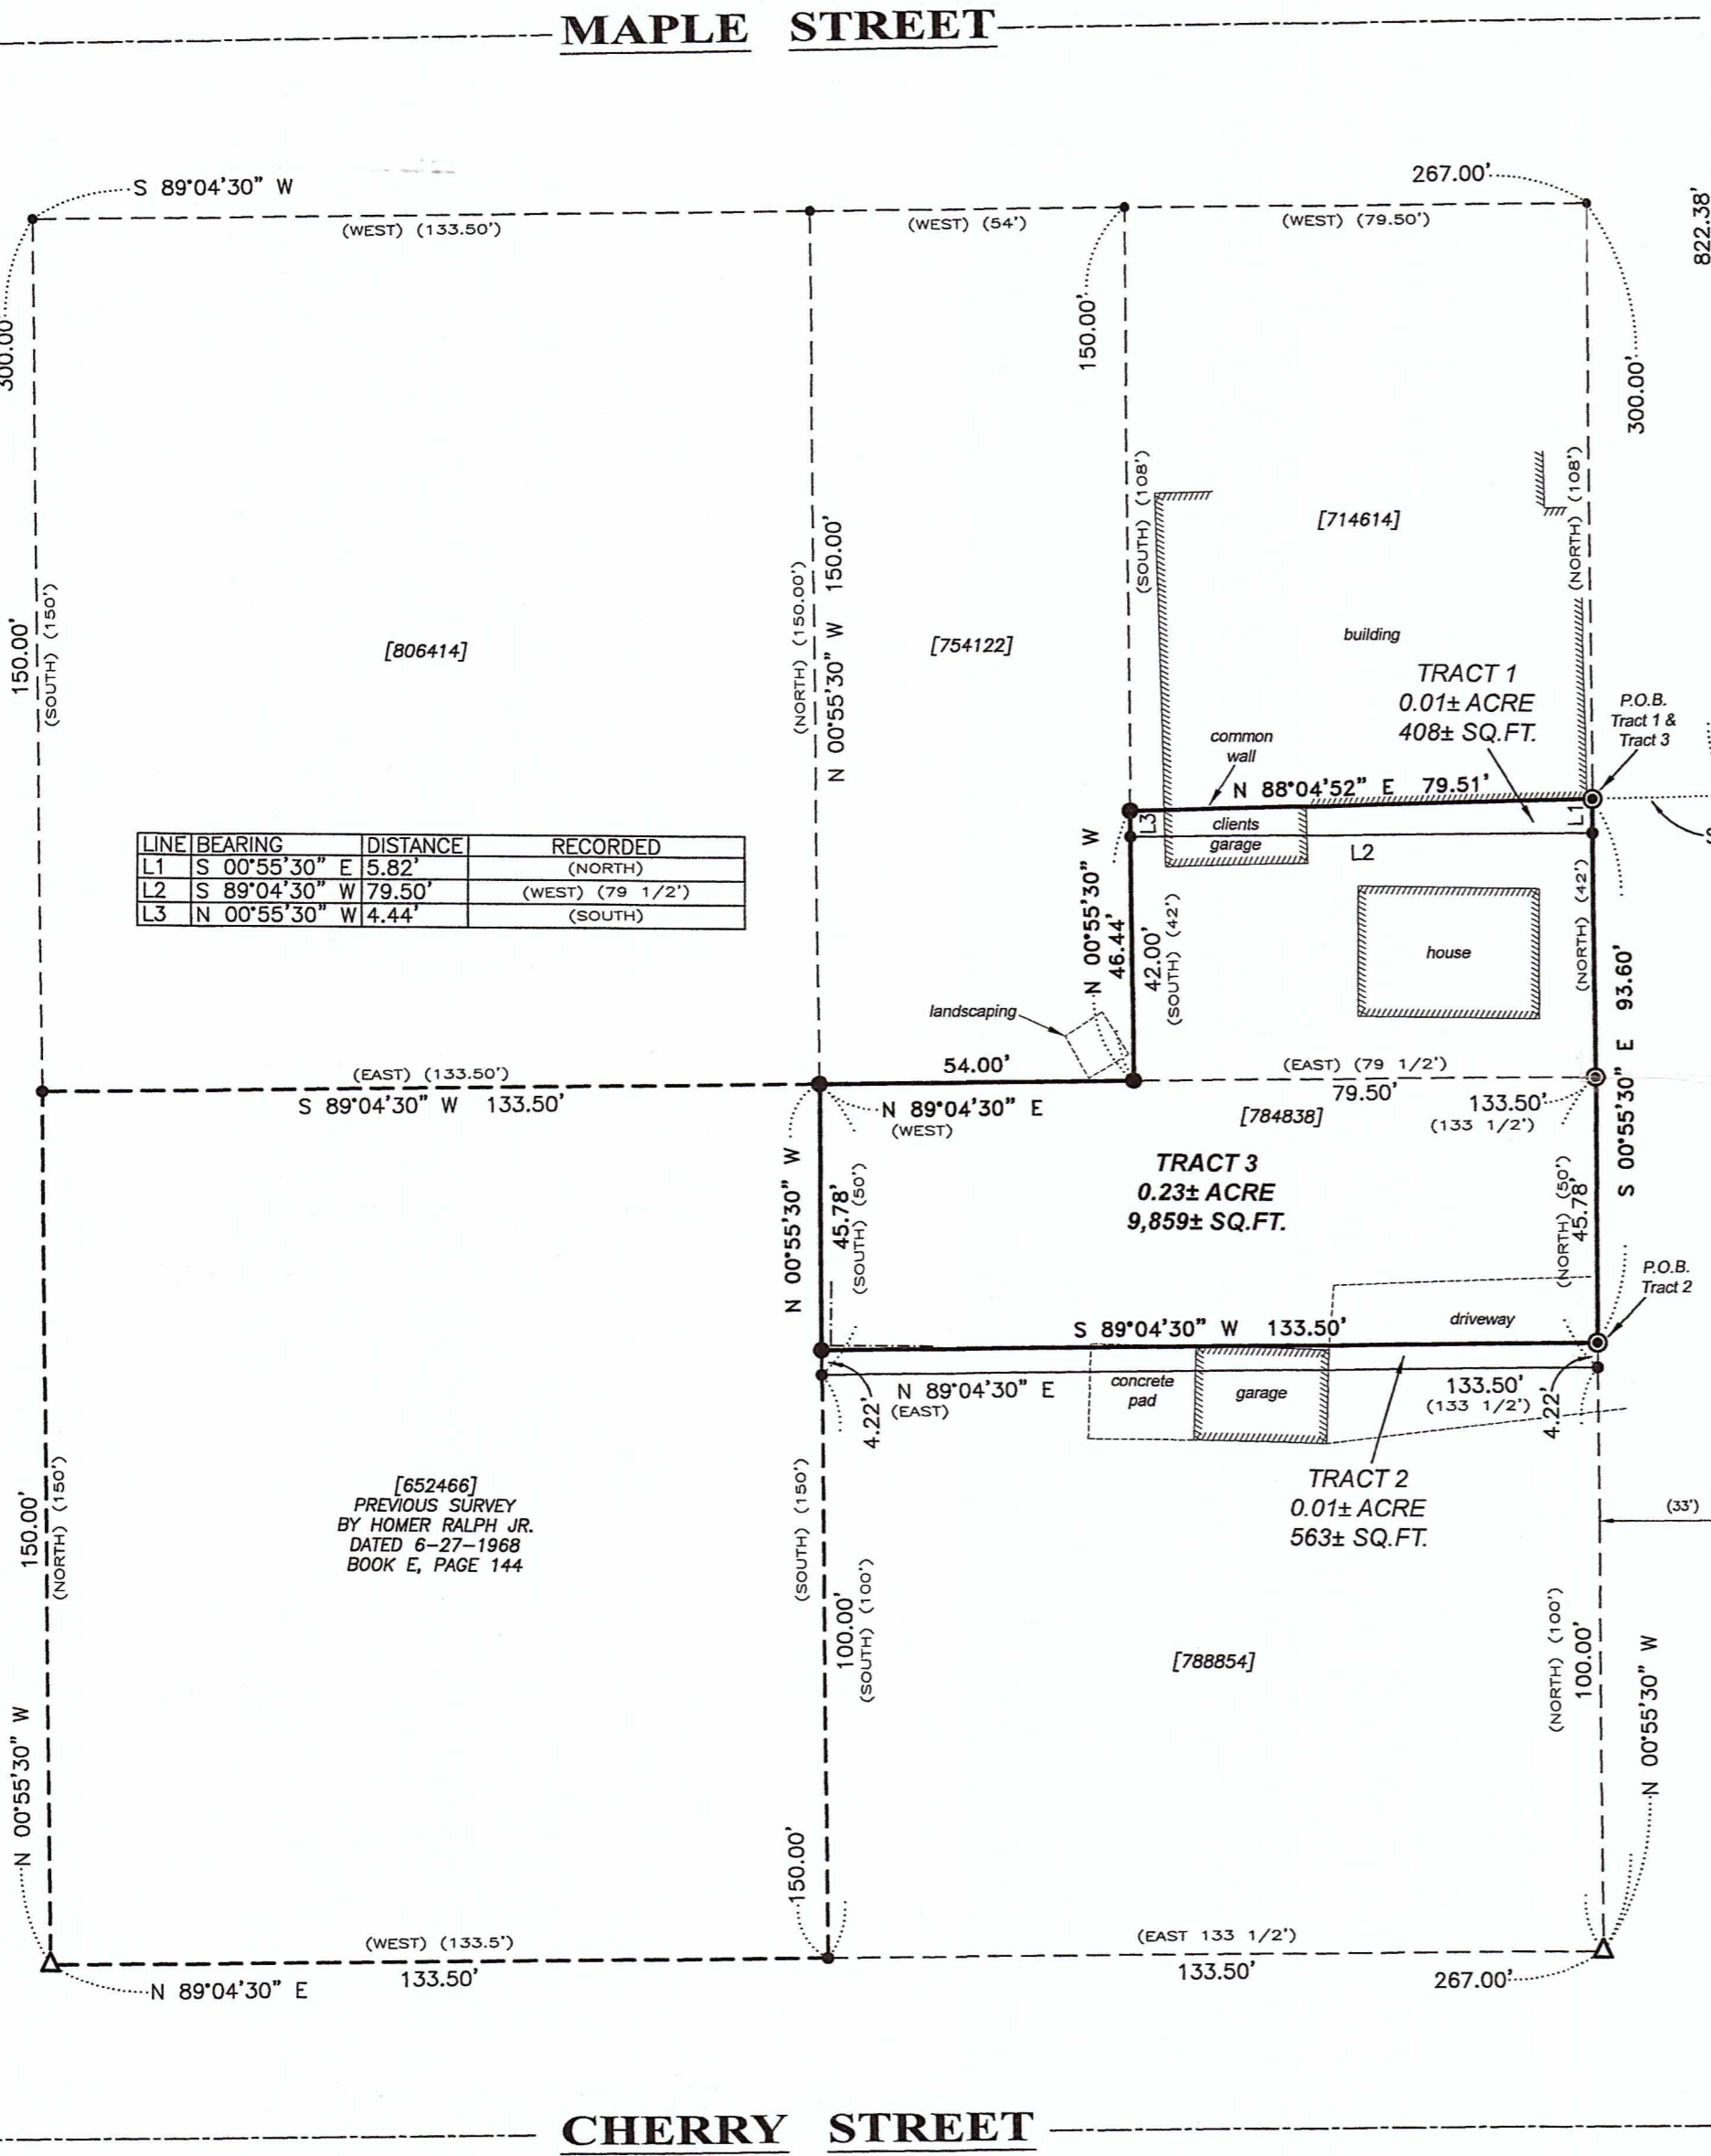 MAPLE STREET
S 89°04'30" W
267.00'
(WEST) (133.50')
(WEST) (54')
(WEST) (79.50')
822.38'
300.00'
150.00'
300.00'
(SOUTH) (108')
(NORTH) (108')
[714614]
150.00'
(SOUTH) (150')
(NORTH) (150.00')
N 00°55'30" W 150.00'
[806414]
[754122]
building
TRACT 1
0.01± ACRE
408± SQ.FT.
P.O.B.
Tract 1 &
Tract 3
common
wall
N 88°04'52" E 79.51'
L3
clients
garage
L1
L2
LINE BEARING DISTANCE RECORDED
L1 S 00°55'30" E 5.82' (NORTH)
L2 S 89°04'30" W 79.50' (WEST) (79 1/2')
L3 N 00°55'30" W 4.44' (SOUTH)
N 00°55'30" W
46.44'
42.00'
(SOUTH) (42')
house
(NORTH) (42')
S 00°55'30" E 93.60'
landscaping
54.00'
(EAST) (133.50')
S 89°04'30" W 133.50'
N 89°04'30" E
(WEST)
(EAST) (79 1/2')
79.50'
133.50'
(133 1/2')
[784838]
TRACT 3
0.23± ACRE
9,859± SQ.FT.
N 00°55'30" W
45.78'
(SOUTH) (50')
(NORTH) (50')
45.78'
P.O.B.
Tract 2
S 89°04'30" W 133.50'
driveway
N 89°04'30" E
(EAST)
4.22'
concrete
pad
garage
133.50'
(133 1/2')
4.22'
TRACT 2
0.01± ACRE
563± SQ.FT.
(33')
[652466]
PREVIOUS SURVEY
BY HOMER RALPH JR.
DATED 6-27-1968
BOOK E, PAGE 144
150.00'
(NORTH) (150')
(SOUTH) (150')
100.00'
(SOUTH) (100')
[788854]
(NORTH) (100')
100.00'
N 00°55'30" W
N 00°55'30" W
150.00'
(WEST) (133.5')
133.50'
N 89°04'30" E
(EAST 133 1/2')
133.50'
267.00'
CHERRY STREET